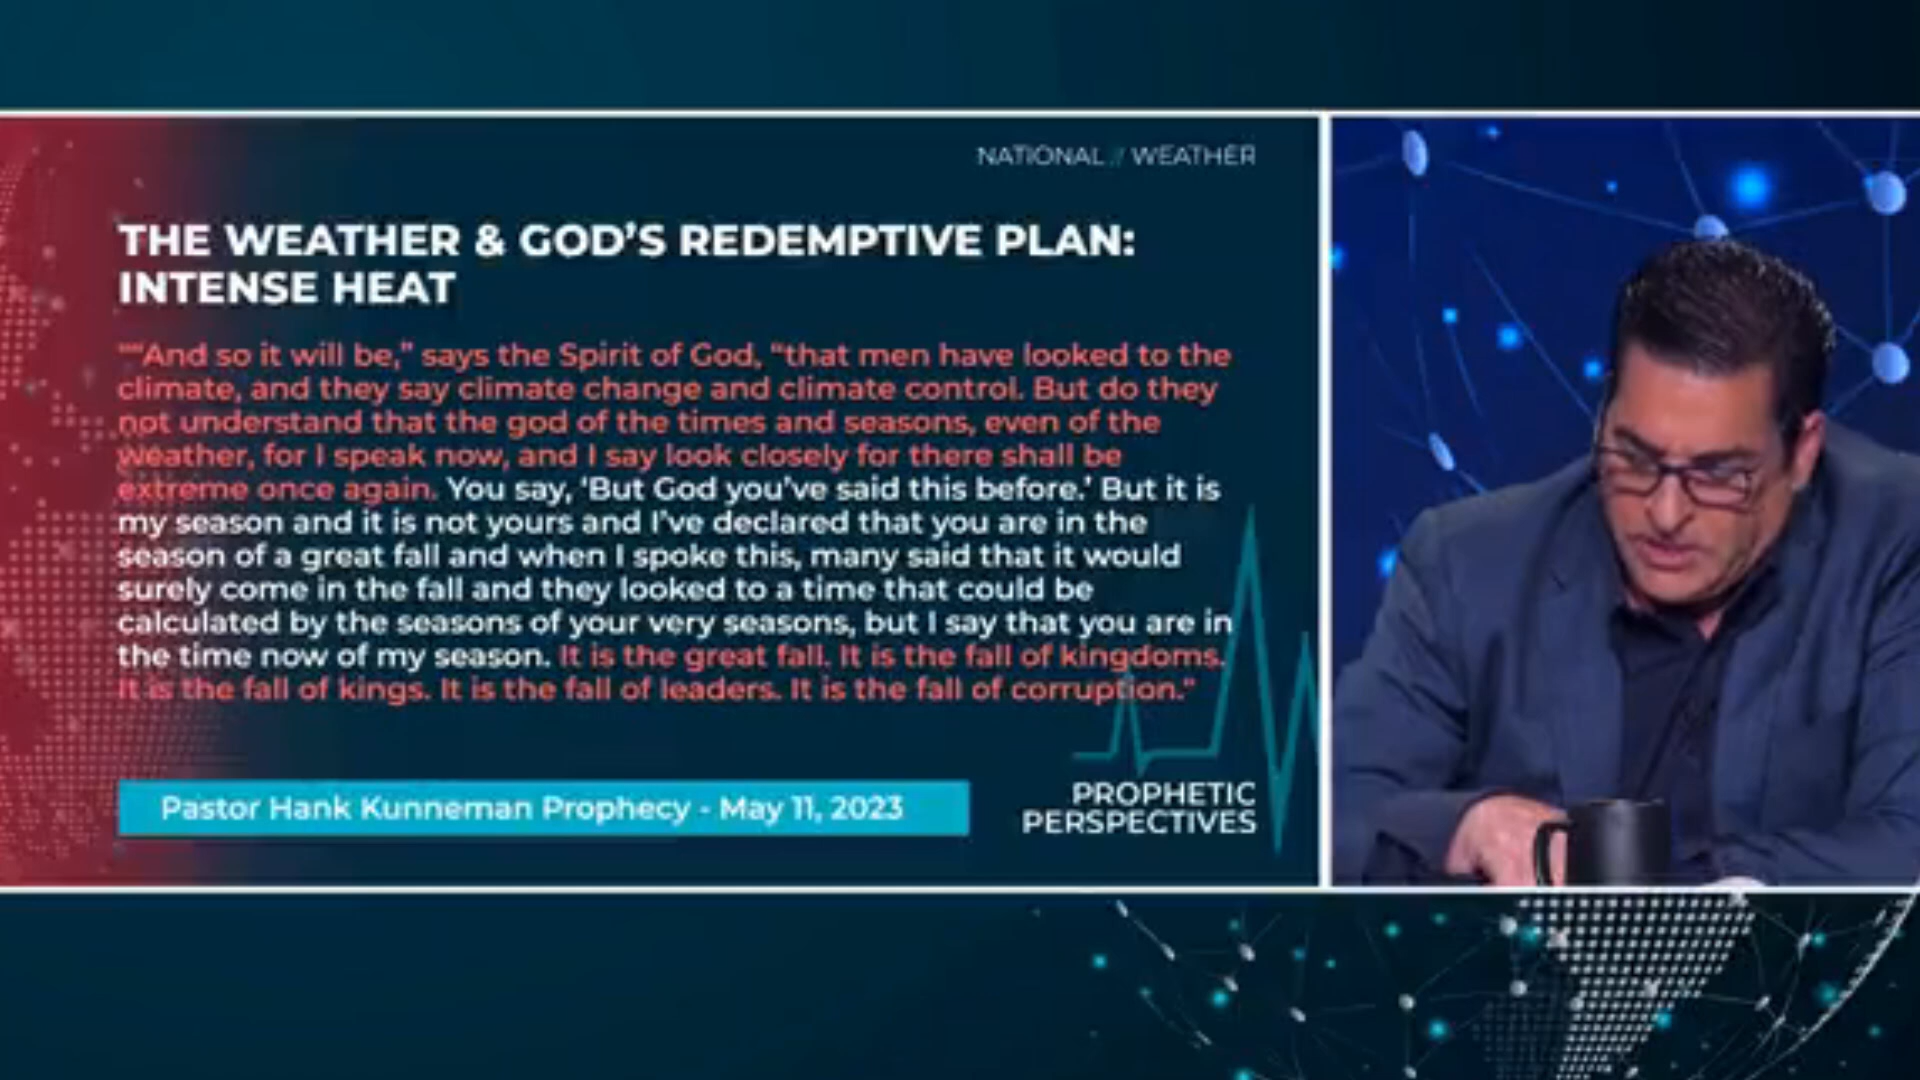 NATIONAL // WEATHER
THE WEATHER & GOD'S REDEMPTIVE PLAN:
INTENSE HEAT
""And so it will be," says the Spirit of God, "that men have looked to the
climate, and they say climate change and climate control. But do they
not understand that the god of the times and seasons, even of the
weather, for I speak now, and I say look closely for there shall be
extreme once again. You say, 'But God you've said this before.' But it is
my season and it is not yours and I've declared that you are in the
season of a great fall and when I spoke this, many said that it would
surely come in the fall and they looked to a time that could be
calculated by the seasons of your very seasons, but I say that you are in
the time now of my season. It is the great fall. It is the fall of kingdoms.
It is the fall of kings. It is the fall of leaders. It is the fall of corruption."
Pastor Hank Kunneman Prophecy - May 11, 2023
PROPHETIC
PERSPECTIVES